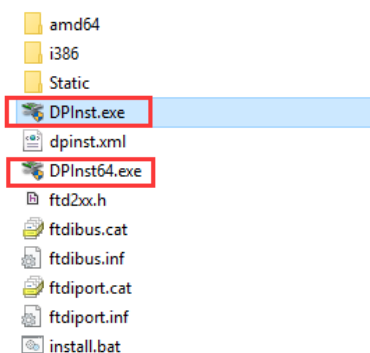 amd64
i386
Static
DPInst.exe
dpinst.xml
DPInst64.exe
ftd2xx.h
ftdibus.cat
ftdibus.inf
ftdiport.cat
ftdiport.inf
install.bat